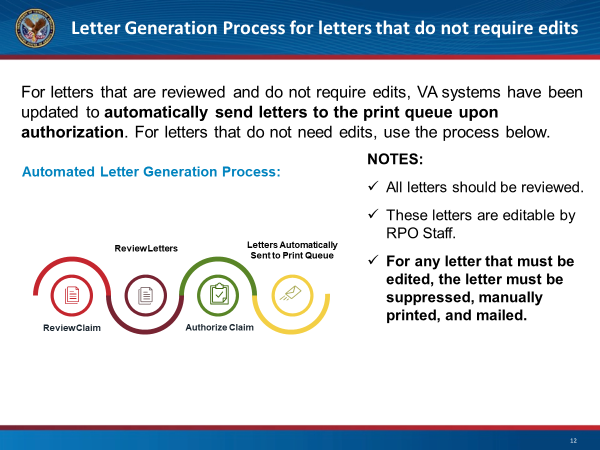 Letter Generation Process for letters that do not require edits
For letters that are reviewed and do not require edits, VA systems have been
updated to automatically send letters to the print queue upon
authorization. For letters that do not need edits, use the process below.
Automated Letter Generation Process:
ReviewLetters
Letters Automatically
Sent to Print Queue
ReviewClaim
Authorize Claim
NOTES:
✓ All letters should be reviewed.
✓ These letters are editable by
RPO Staff.
✓ For any letter that must be
edited, the letter must be
suppressed, manually
printed, and mailed.
12